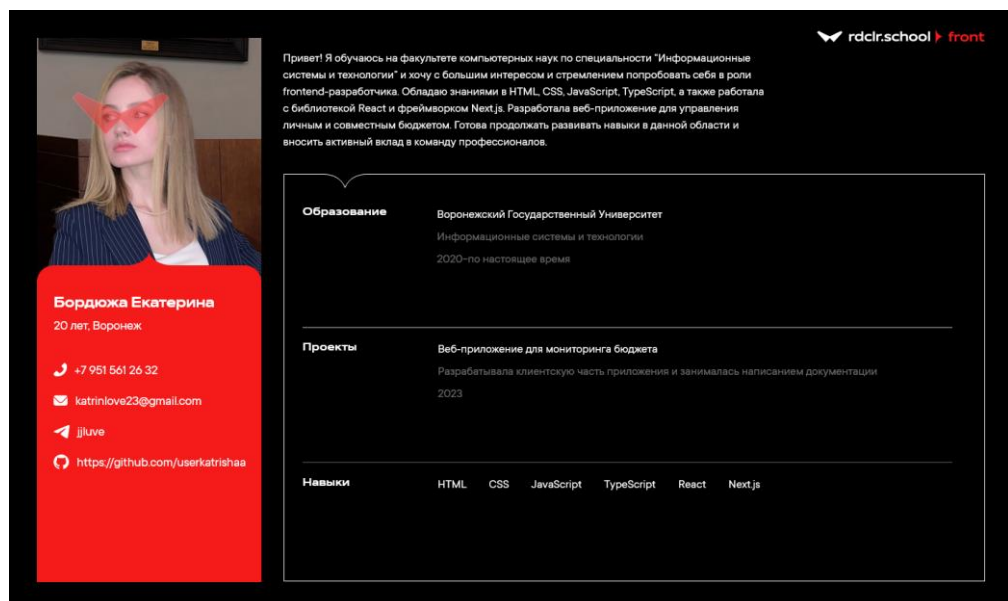 rdclr.school front
Привет! Я обучаюсь на факультете компьютерных наук по специальности "Информационные
системы и технологии" и хочу с большим интересом и стремлением попробовать себя в роли
frontend-разработчика. Обладаю знаниями в HTML, CSS, JavaScript, TypeScript, а также работала
с библиотекой React и фреймворком Next.js. Разработала веб-приложение для управления
личным и совместным бюджетом. Готова продолжать развивать навыки в данной области и
вносить активный вклад в команду профессионалов.
Бордюжа Екатерина
20 лет, Воронеж
+7 951 561 26 32
katrinlove23@gmail.com
jjluve
https://github.com/userkatrishaa
Образование
Воронежский Государственный Университет
Информационные системы и технологии
2020-по настоящее время
Проекты
Веб-приложение для мониторинга бюджета
Разрабатывала клиентскую часть приложения и занималась написанием документации
2023
Навыки
HTML CSS JavaScript TypeScript React Next.js